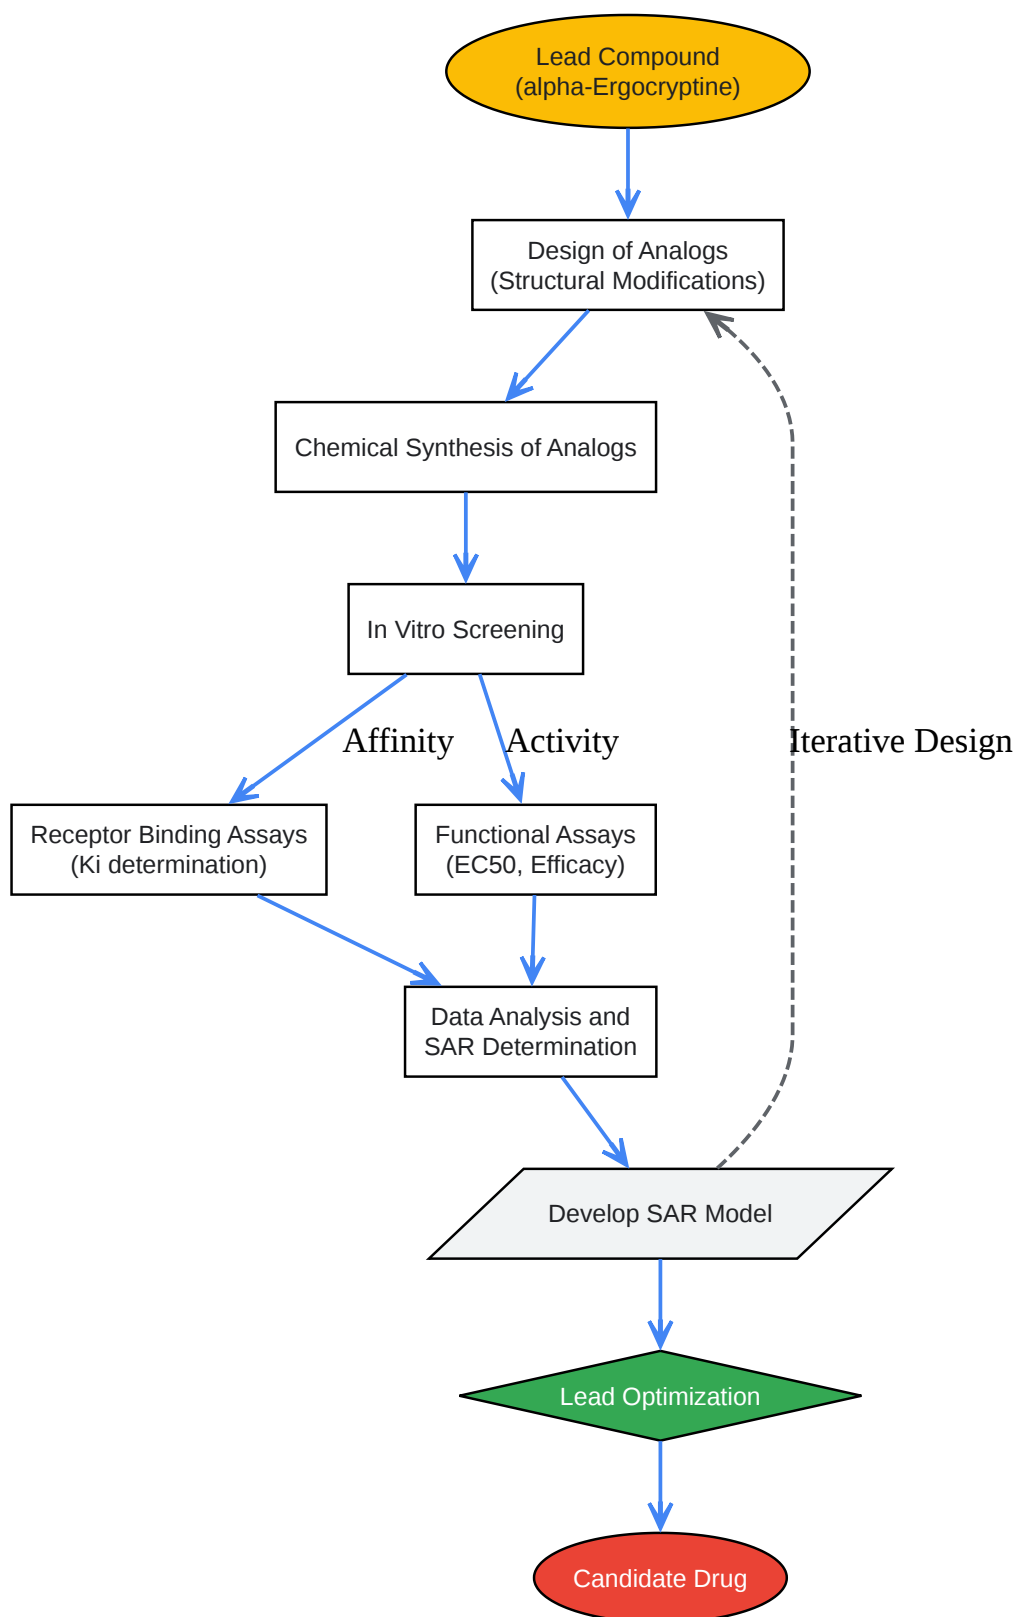 Lead Compound
(alpha-Ergocryptine)
Design of Analogs
(Structural Modifications)
Chemical Synthesis of Analogs
In Vitro Screening
Affinity
Activity
Iterative Design
Receptor Binding Assays
(Ki determination)
Functional Assays
(EC50, Efficacy)
Data Analysis and
SAR Determination
Develop SAR Model
Lead Optimization
Candidate Drug